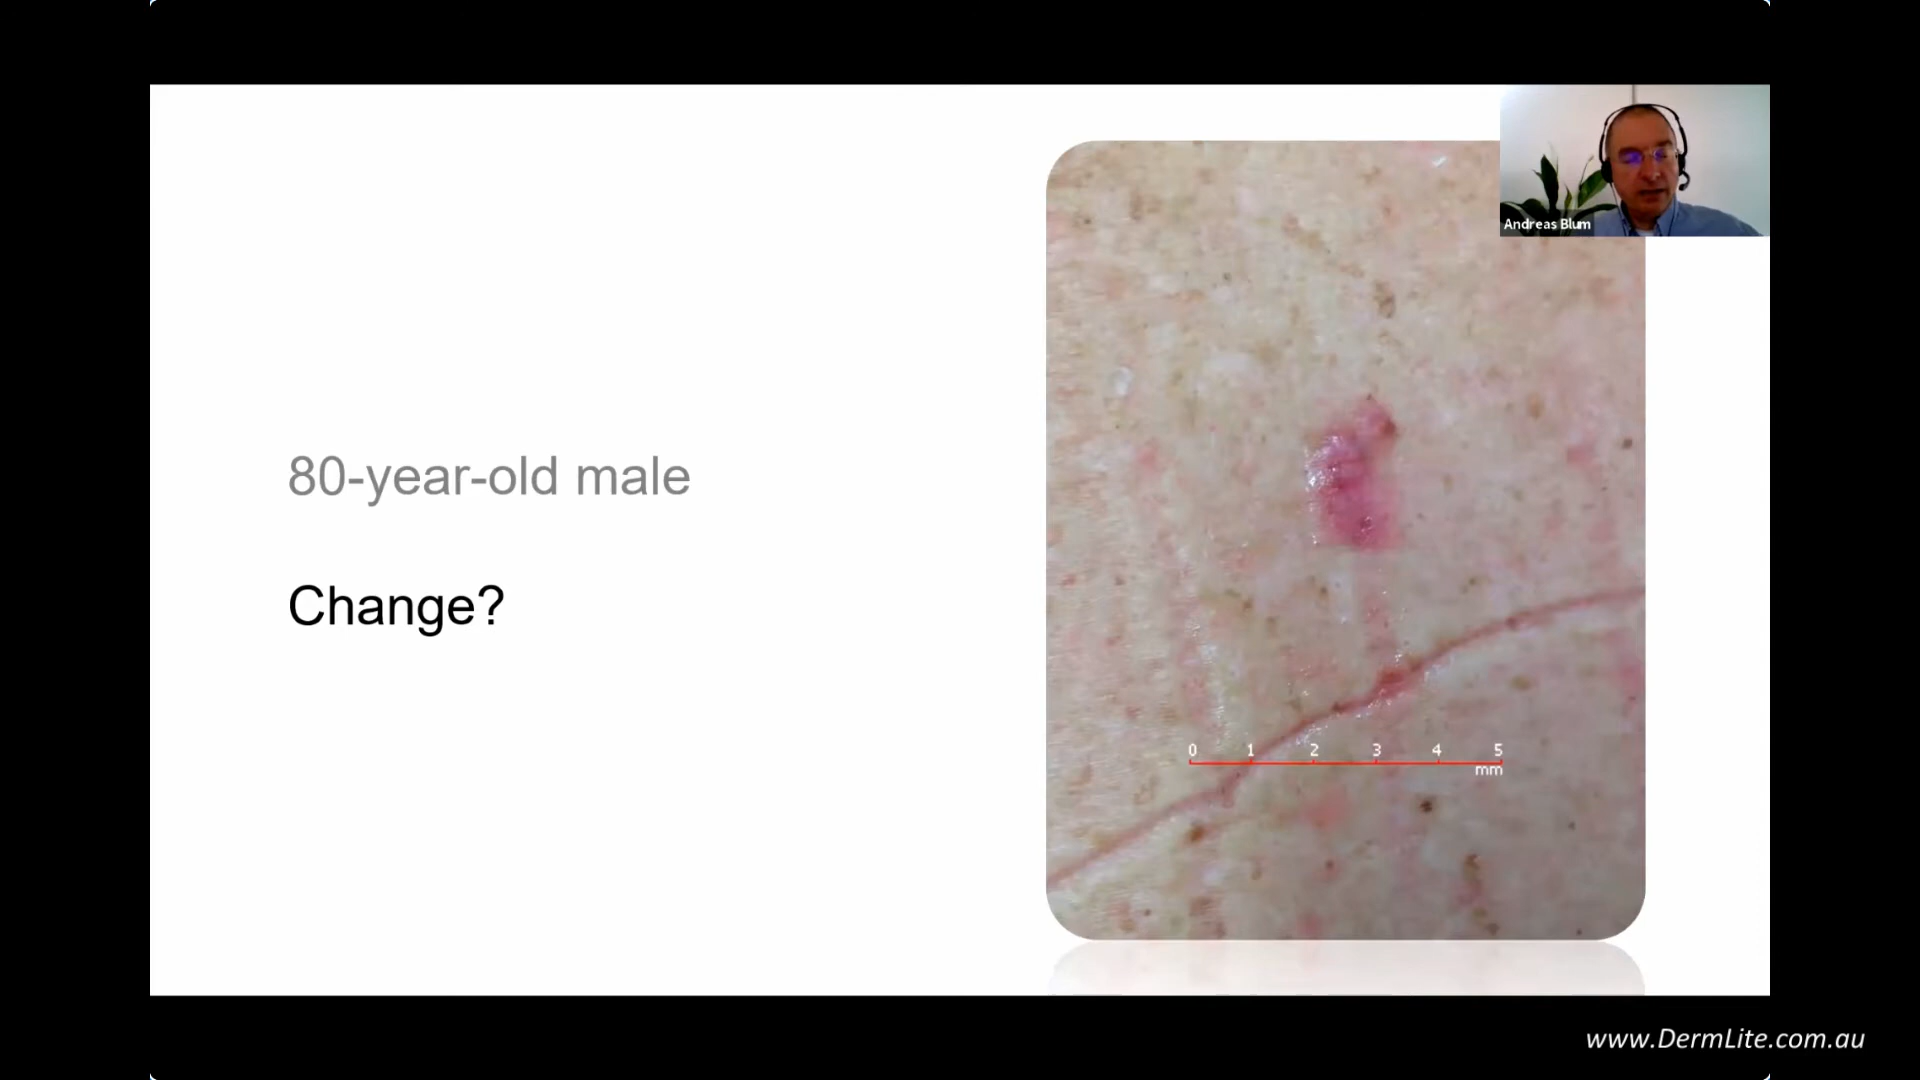 Andreas Blum
80-year-old male
Change?
0 1 2 3 4 5
mm
www.DermLite.com.au